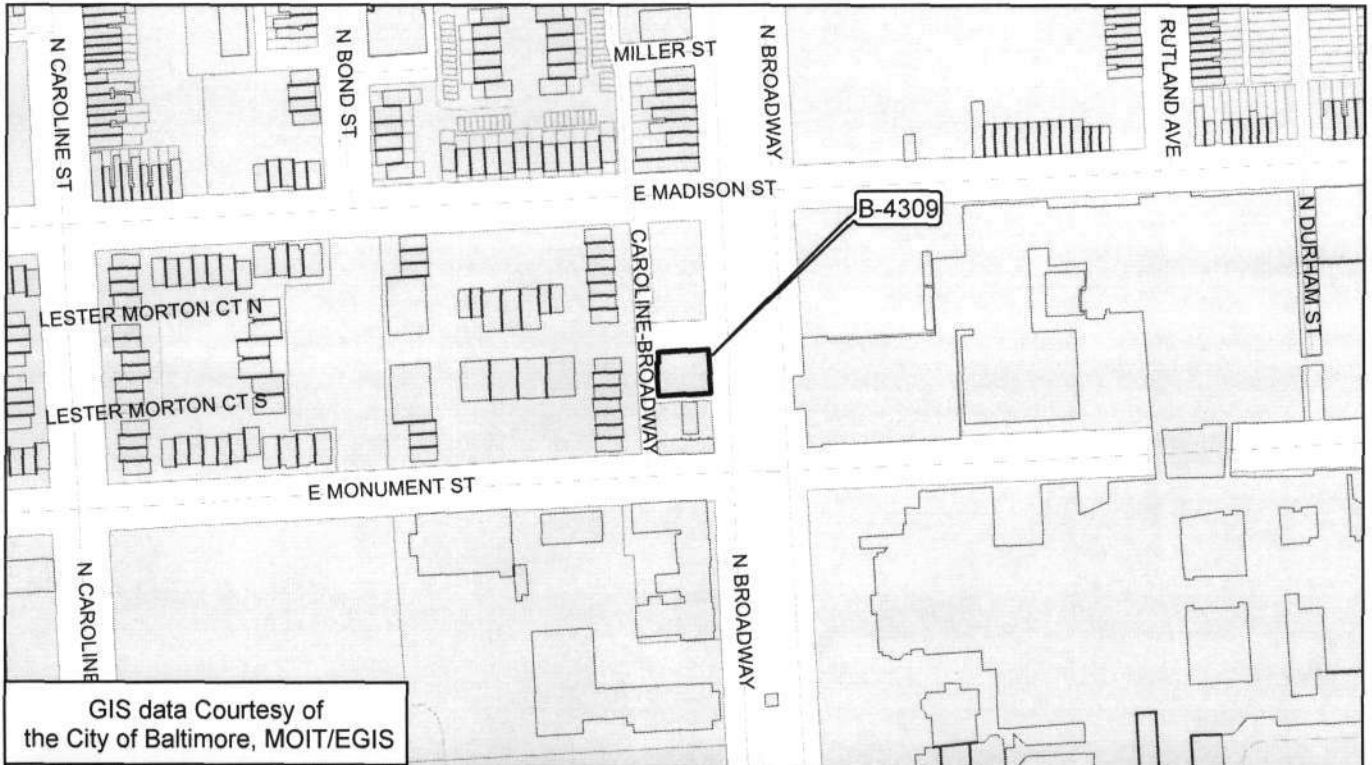 N CAROLINE ST
N BOND ST
MILLER ST
N BROADWAY
RUTLAND AVE
E MADISON ST
B-4309
N DURHAM ST
CAROLINE-BROADWAY
LESTER MORTON CT N
LESTER MORTON CT S
E MONUMENT ST
N CAROLINE
N BROADWAY
GIS data Courtesy of
the City of Baltimore, MOIT/EGIS